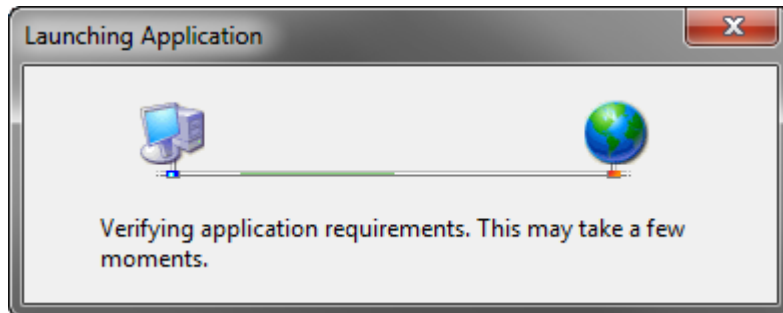 Launching Application
Verifying application requirements. This may take a few
moments.